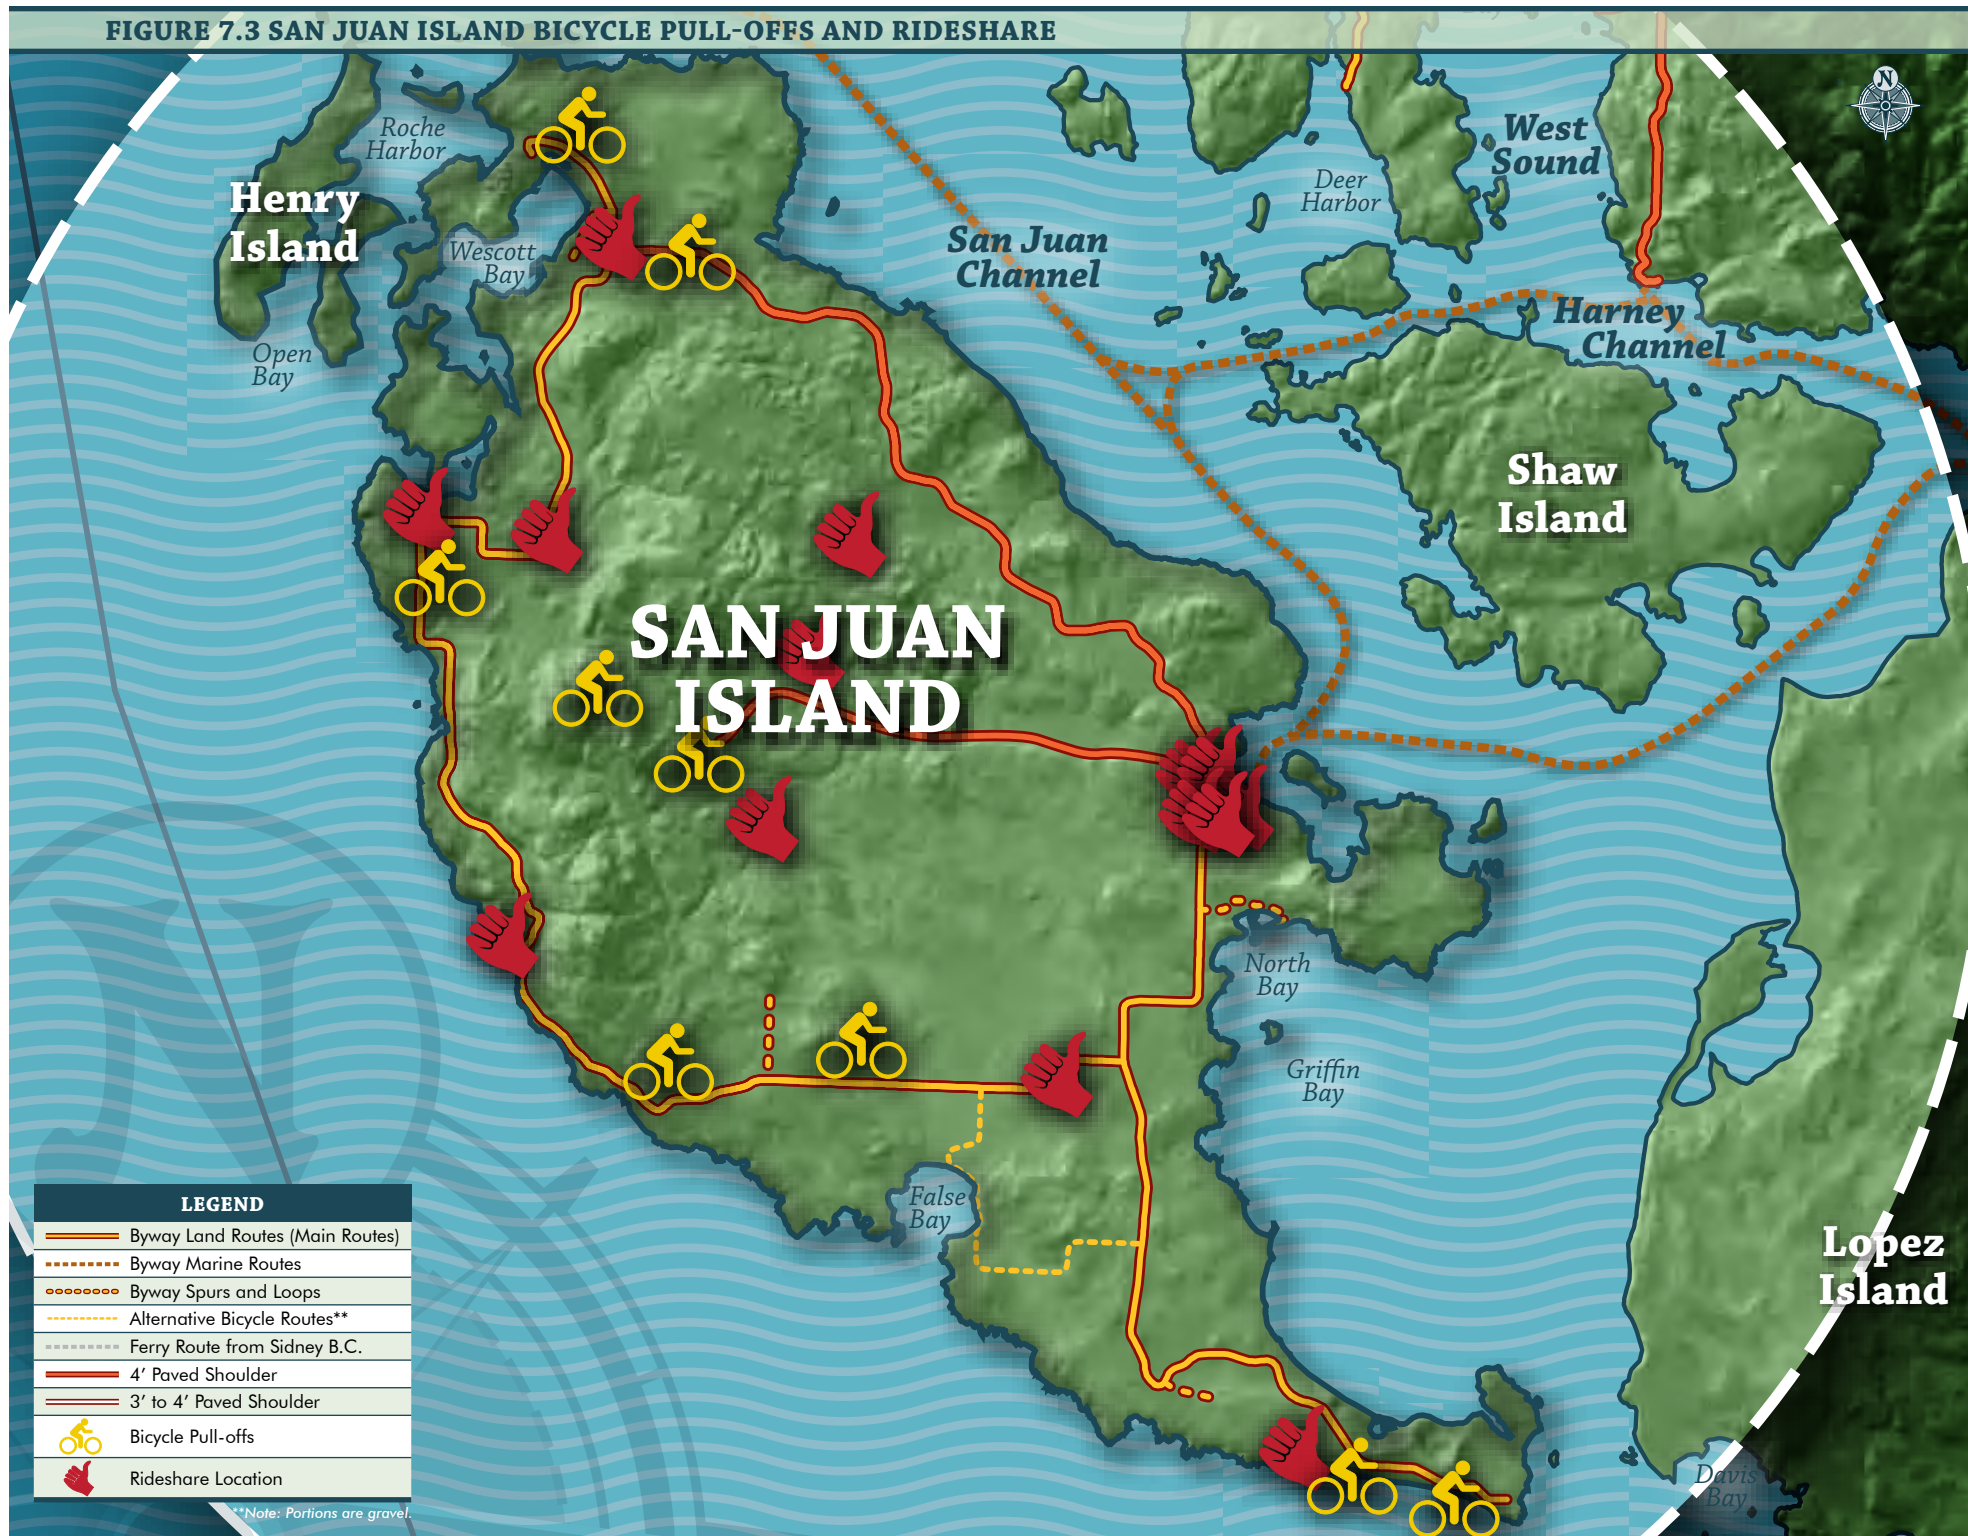 FIGURE 7.3 SAN JUAN ISLAND BICYCLE PULL-OFFS AND RIDESHARE
N
Roche
Harbor
Henry
Island
Wescott
Bay
Open
Bay
San Juan
Channel
Deer
Harbor
West
Sound
Harney
Channel
Shaw
Island
SAN JUAN
ISLAND
North
Bay
Griffin
Bay
False
Bay
Lopez
Island
Davis
Bay
N
LEGEND
Byway Land Routes (Main Routes)
Byway Marine Routes
Byway Spurs and Loops
Alternative Bicycle Routes**
Ferry Route from Sidney B.C.
4' Paved Shoulder
3' to 4' Paved Shoulder
Bicycle Pull-offs
Rideshare Location
**Note: Portions are gravel.